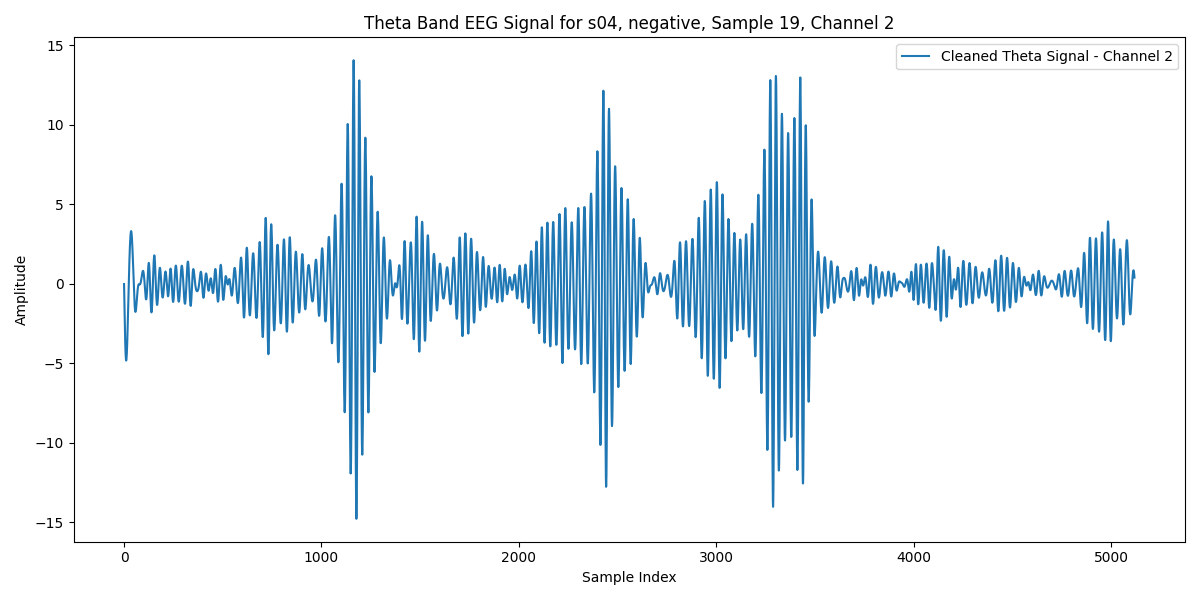 Theta Band EEG Signal for s04, negative, Sample 19, Channel 2
Cleaned Theta Signal - Channel 2
15
10
5
0
−5
−10
−15
Amplitude
0 1000 2000 3000 4000 5000
Sample Index